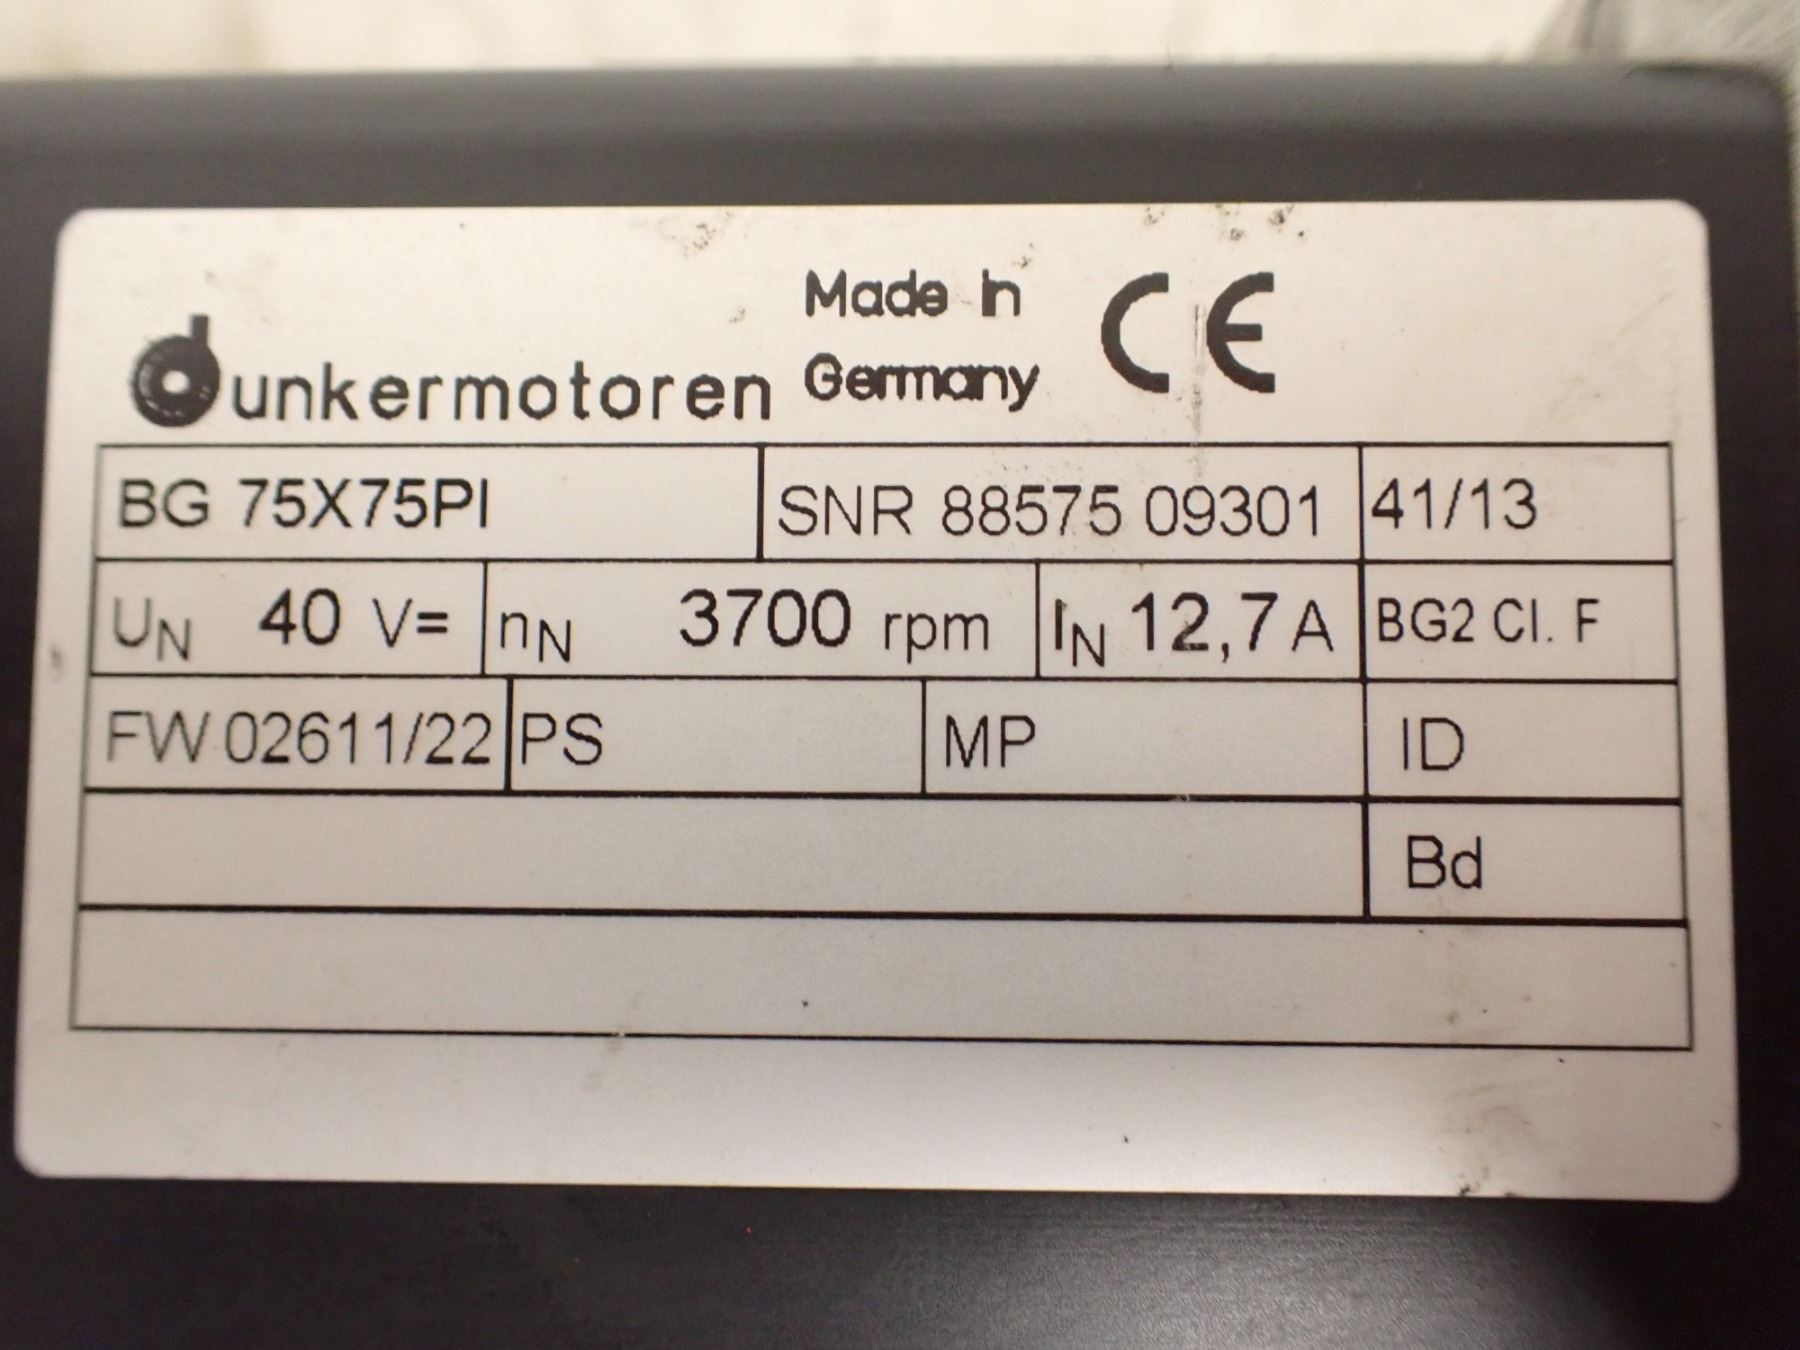 Made in
dunkermotoren Germany CE
BG 75X75PI SNR 88575 09301 41/13
UN 40 V= nN 3700 rpm IN 12,7 A BG2 Cl. F
FW 02611/22 PS MP ID
Bd